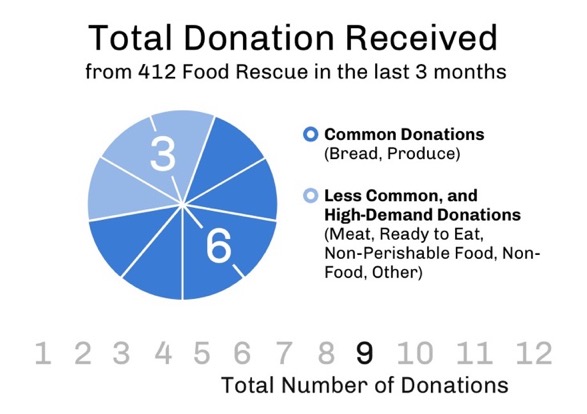 Total Donation Received
from 412 Food Rescue in the last 3 months
3
6
Common Donations
(Bread, Produce)
Less Common, and
High-Demand Donations
(Meat, Ready to Eat,
Non-Perishable Food, Non-
Food, Other)
1 2 3 4 5 6 7 8 9 10 11 12
Total Number of Donations